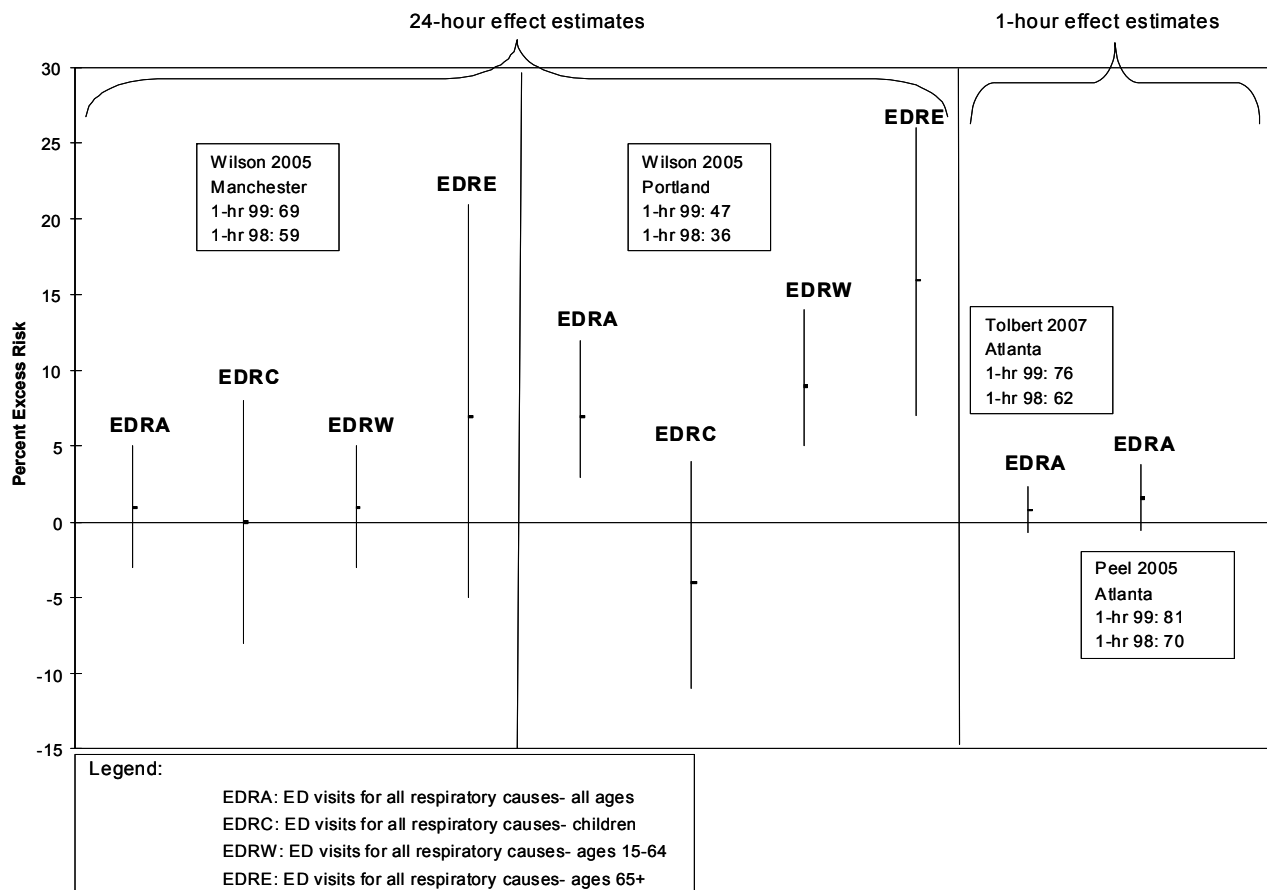 24-hour effect estimates
1-hour effect estimates
Percent Excess Risk
30
25
20
15
10
5
0
-5
-10
-15
Wilson 2005
Manchester
1-hr 99: 69
1-hr 98: 59
EDRA
EDRC
EDRW
EDRE
Wilson 2005
Portland
1-hr 99: 47
1-hr 98: 36
EDRA
EDRC
EDRW
EDRE
Tolbert 2007
Atlanta
1-hr 99: 76
1-hr 98: 62
EDRA
EDRA
Peel 2005
Atlanta
1-hr 99: 81
1-hr 98: 70
Legend:
EDRA: ED visits for all respiratory causes- all ages
EDRC: ED visits for all respiratory causes- children
EDRW: ED visits for all respiratory causes- ages 15-64
EDRE: ED visits for all respiratory causes- ages 65+